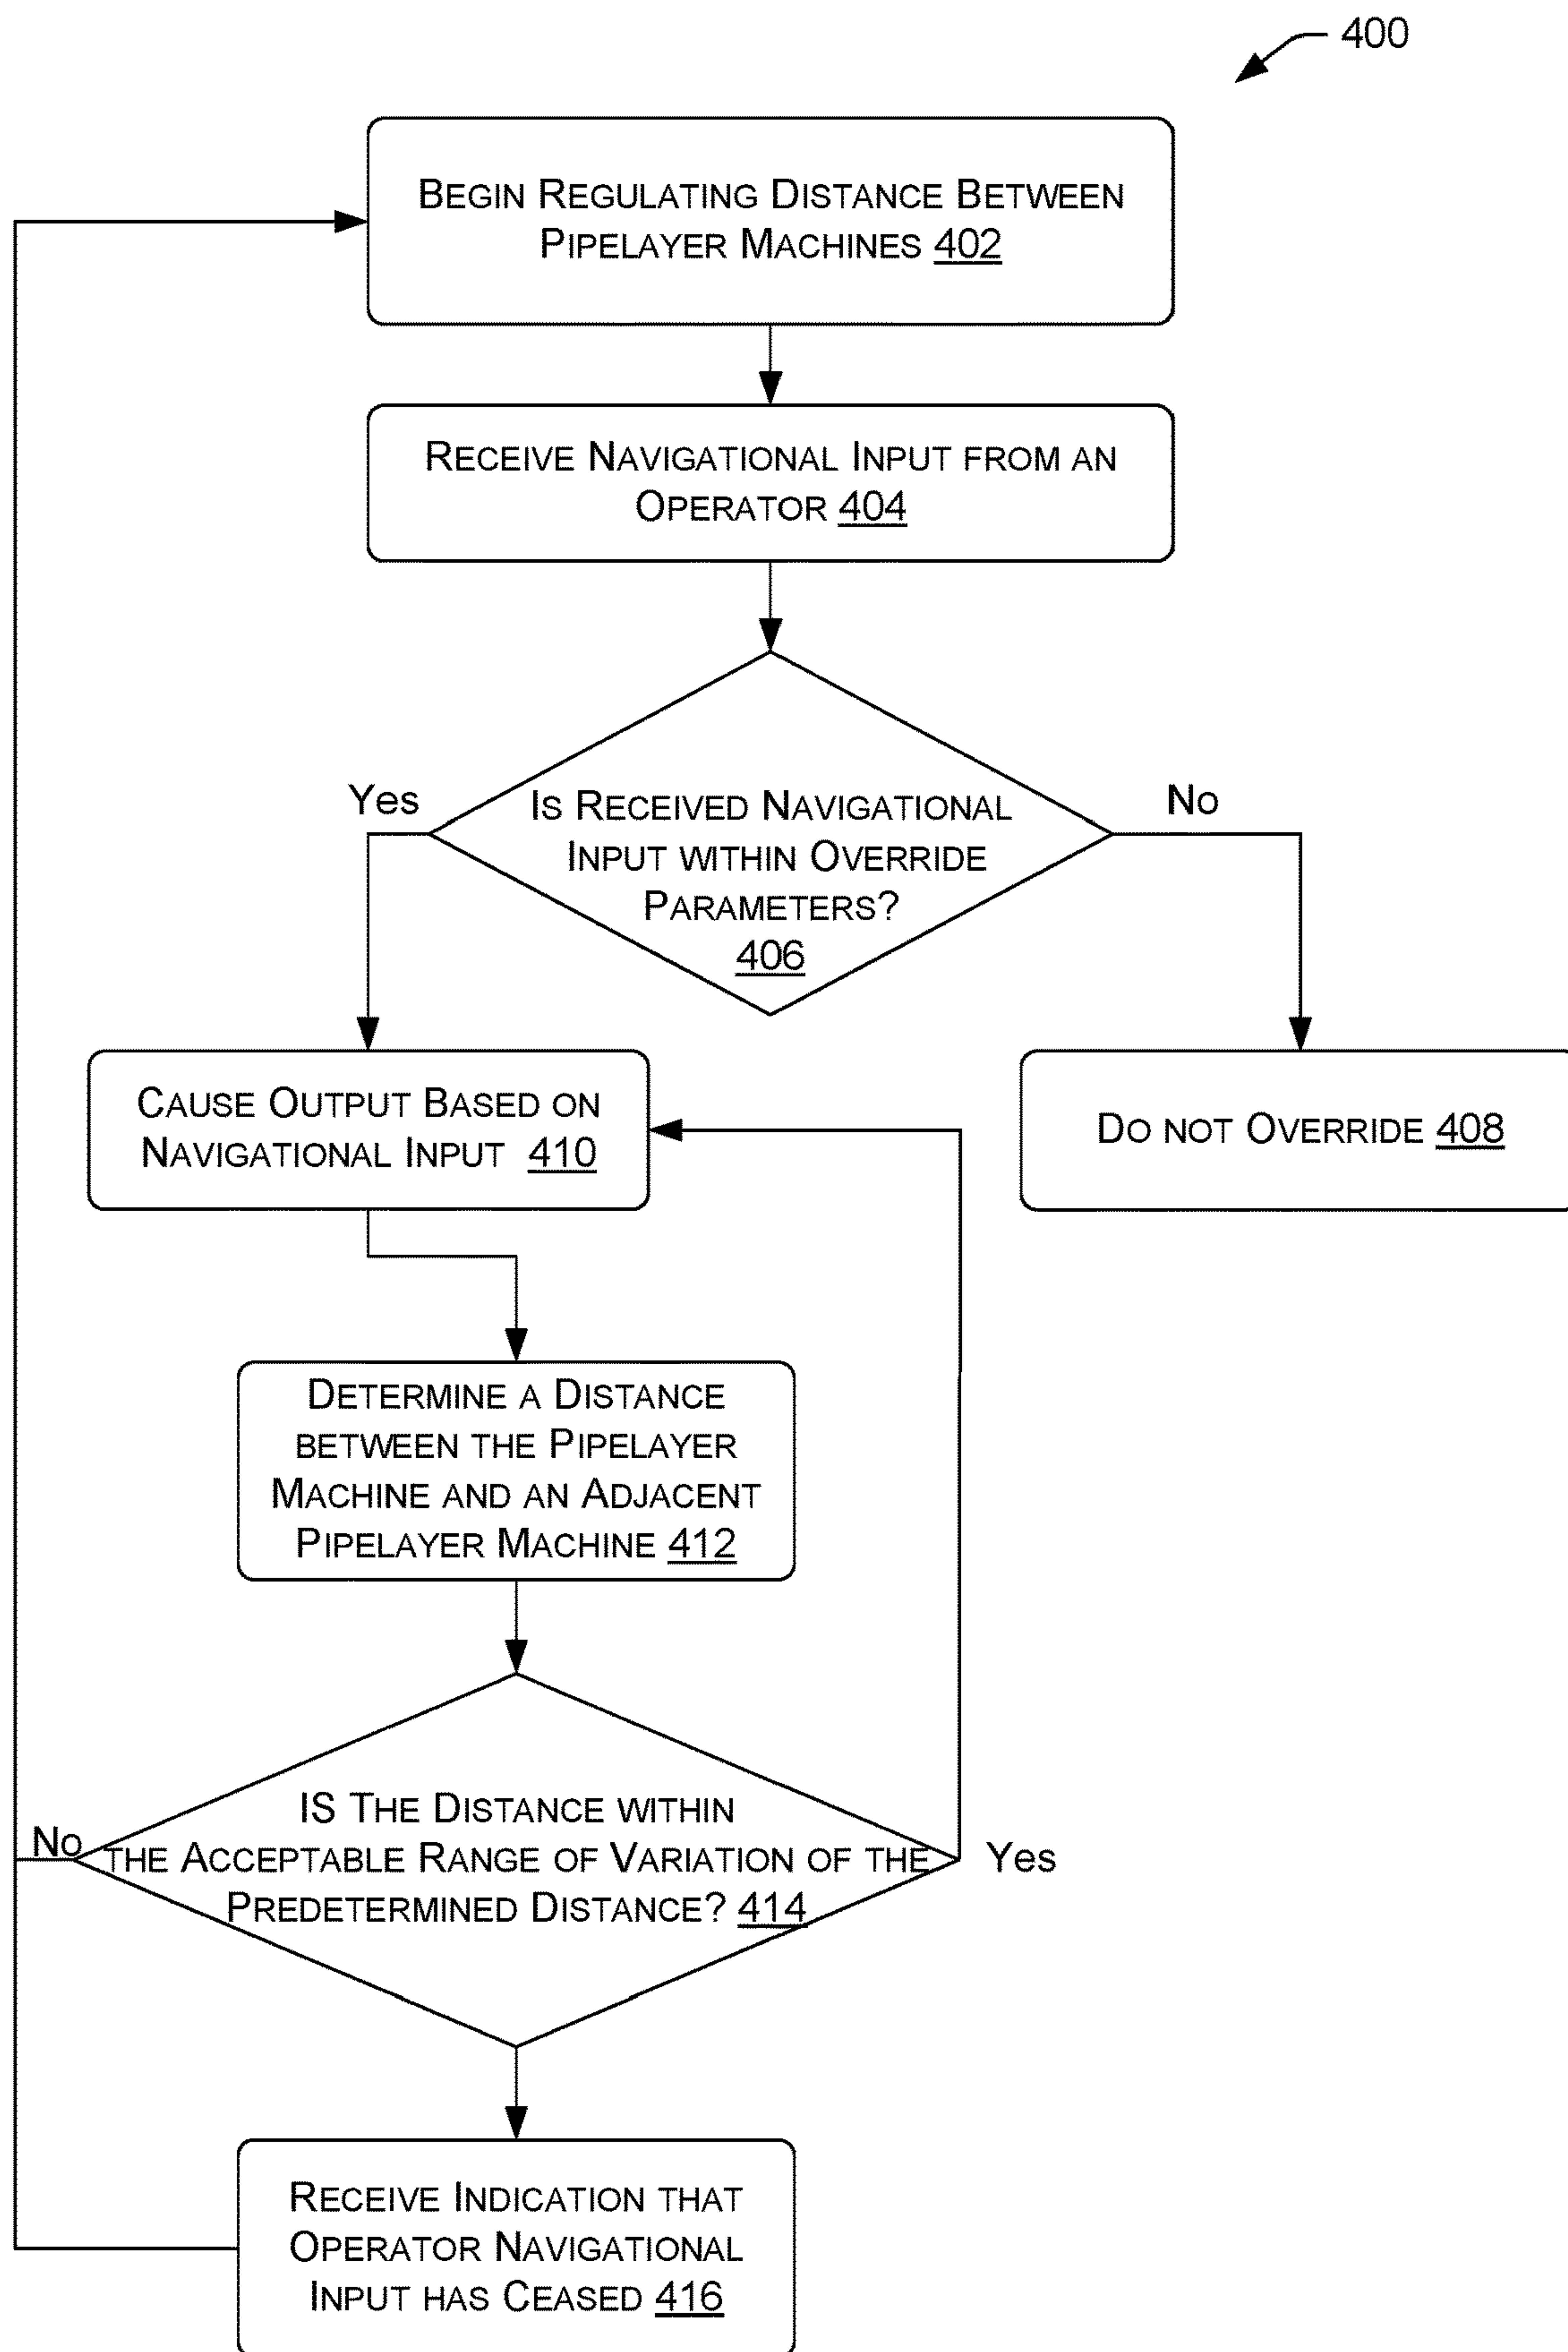 400
BEGIN REGULATING DISTANCE BETWEEN
PIPELAYER MACHINES 402
RECEIVE NAVIGATIONAL INPUT FROM AN
OPERATOR 404
Yes
No
IS RECEIVED NAVIGATIONAL
INPUT WITHIN OVERRIDE
PARAMETERS?
406
CAUSE OUTPUT BASED ON
NAVIGATIONAL INPUT 410
DO NOT OVERRIDE 408
DETERMINE A DISTANCE
BETWEEN THE PIPELAYER
MACHINE AND AN ADJACENT
PIPELAYER MACHINE 412
No
IS THE DISTANCE WITHIN
THE ACCEPTABLE RANGE OF VARIATION OF THE
PREDETERMINED DISTANCE? 414
Yes
RECEIVE INDICATION THAT
OPERATOR NAVIGATIONAL
INPUT HAS CEASED 416